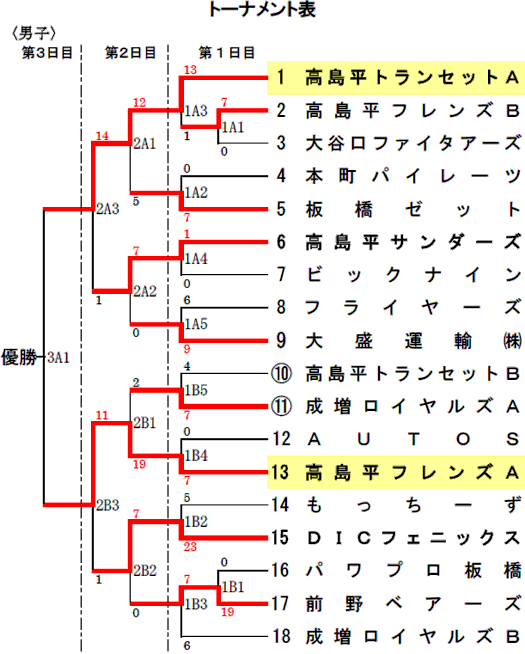 トーナメント表
〈男子〉
第3日目 第2日目 第1日目
13
1 高島平トランセットA
12 1A3 7
2 高島平フレンズB
14 2A1 1 1A1
0
3 大谷口ファイタアーズ
0
4 本町パイレーツ
2A3 5 1A2
7
5 板橋ゼット
1
6 高島平サンダーズ
7 1A4
0
7 ビックナイン
1 2A2 6
8 フライヤーズ
0 1A5
9
9 大盛運輸㈱
優勝 3A1
4
⑩ 高島平トランセットB
2 1B5
7
⑪ 成増ロイヤルズA
11 2B1 0
12 AUTOS
19 1B4
7
13 高島平フレンズA
2B3 5
14 もっちーず
7 1B2
23
15 DICフェニックス
1 2B2 0
16 パワプロ板橋
7 1B1
0 1B3 19
17 前野ベアーズ
6
18 成増ロイヤルズB